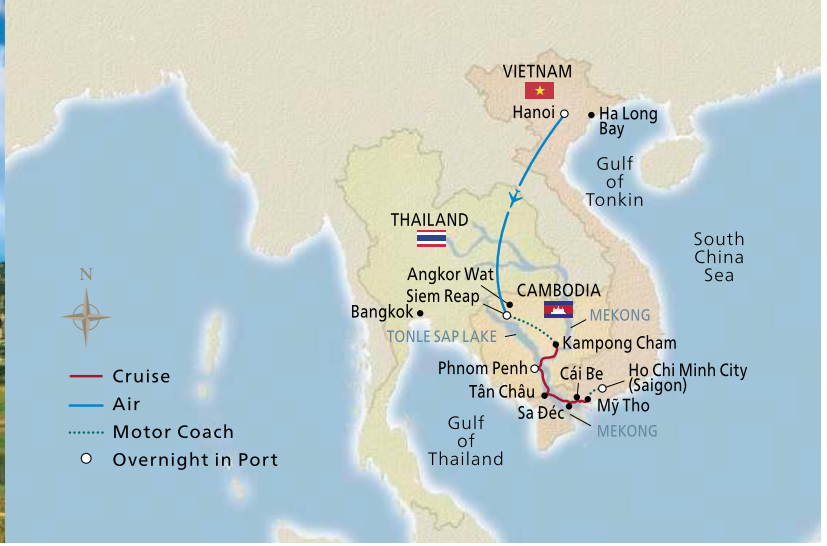 VIETNAM
Hanoi
Ha Long
Bay
Gulf
of
Tonkin
THAILAND
South
China
Sea
N
Angkor Wat
CAMBODIA
Siem Reap
Bangkok
MEKONG
TONLE SAP LAKE
Kampong Cham
Phnom Penh
Cái Be
Ho Chi Minh City
(Saigon)
Tân Châu
Mỹ Tho
Sa Đéc
MEKONG
Gulf
of
Thailand
Cruise
Air
Motor Coach
Overnight in Port